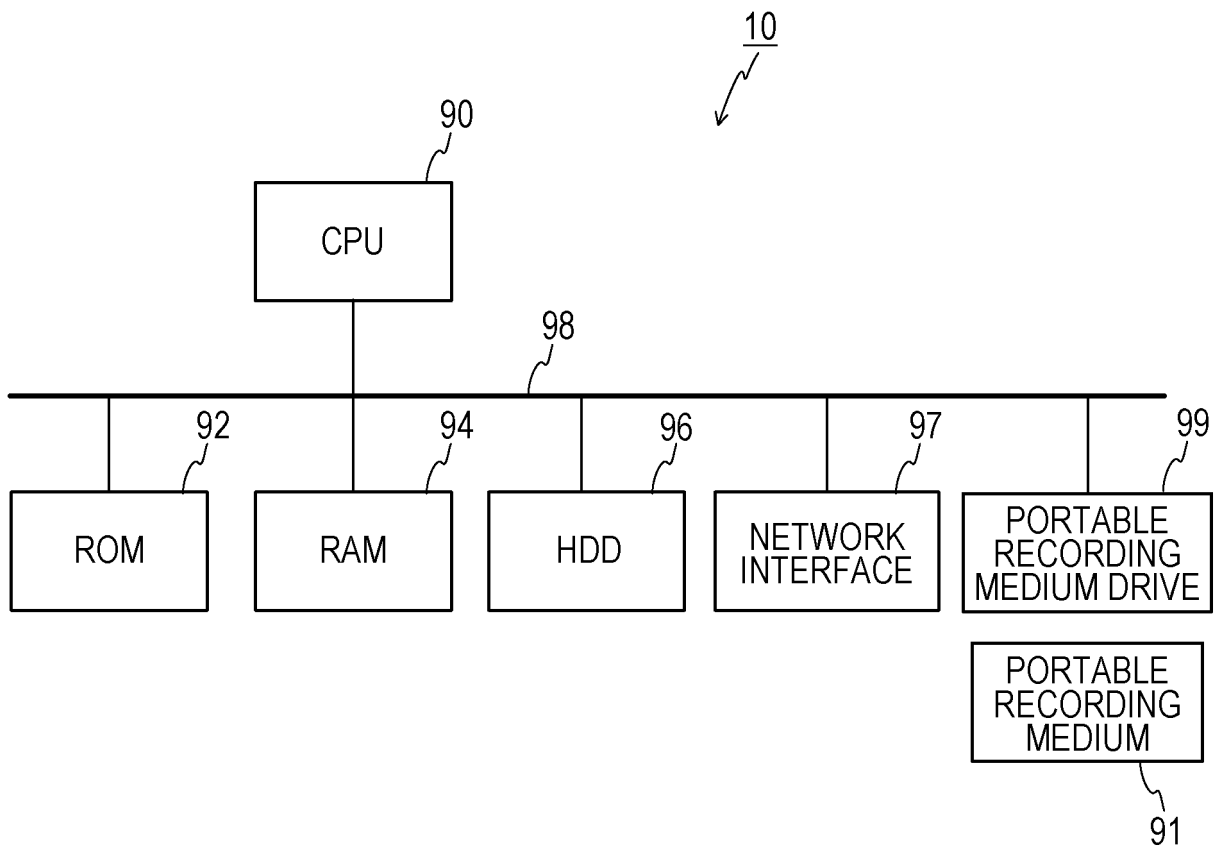 10
90
CPU
98
92
94
96
97
99
ROM
RAM
HDD
NETWORK
INTERFACE
PORTABLE
RECORDING
MEDIUM DRIVE
PORTABLE
RECORDING
MEDIUM
91